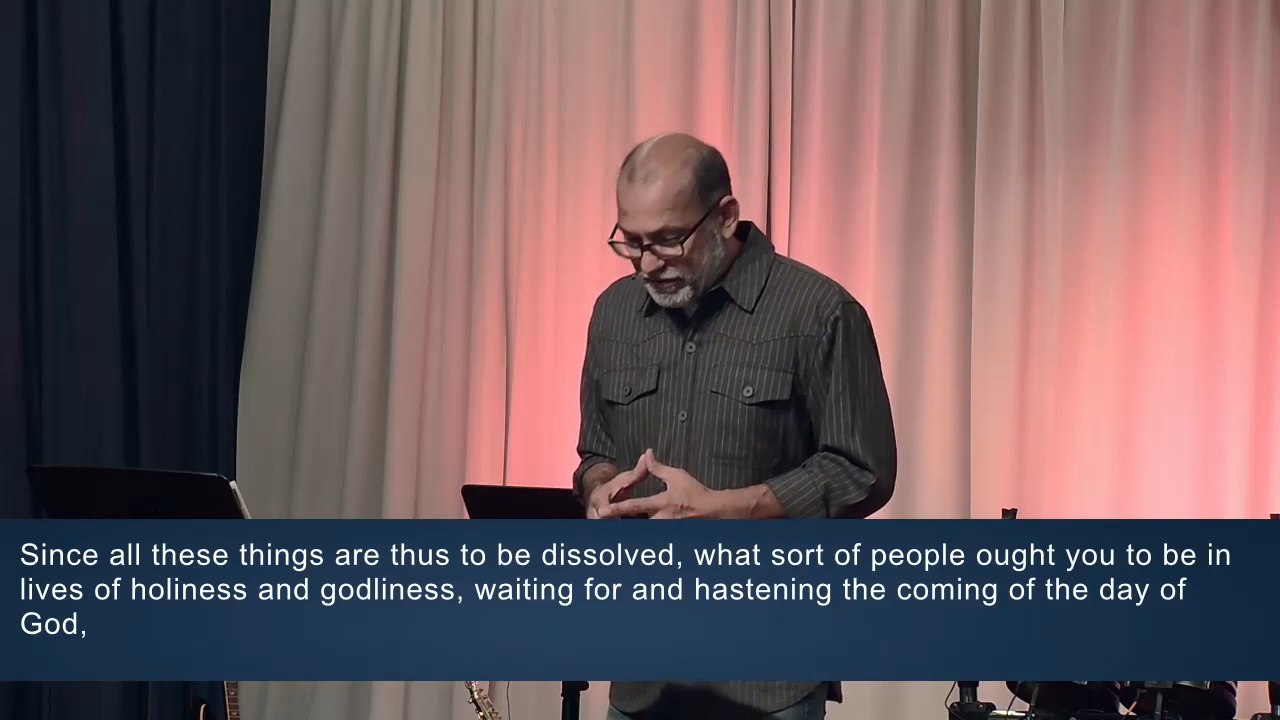 Since all these things are thus to be dissolved, what sort of people ought you to be in
lives of holiness and godliness, waiting for and hastening the coming of the day of
God,